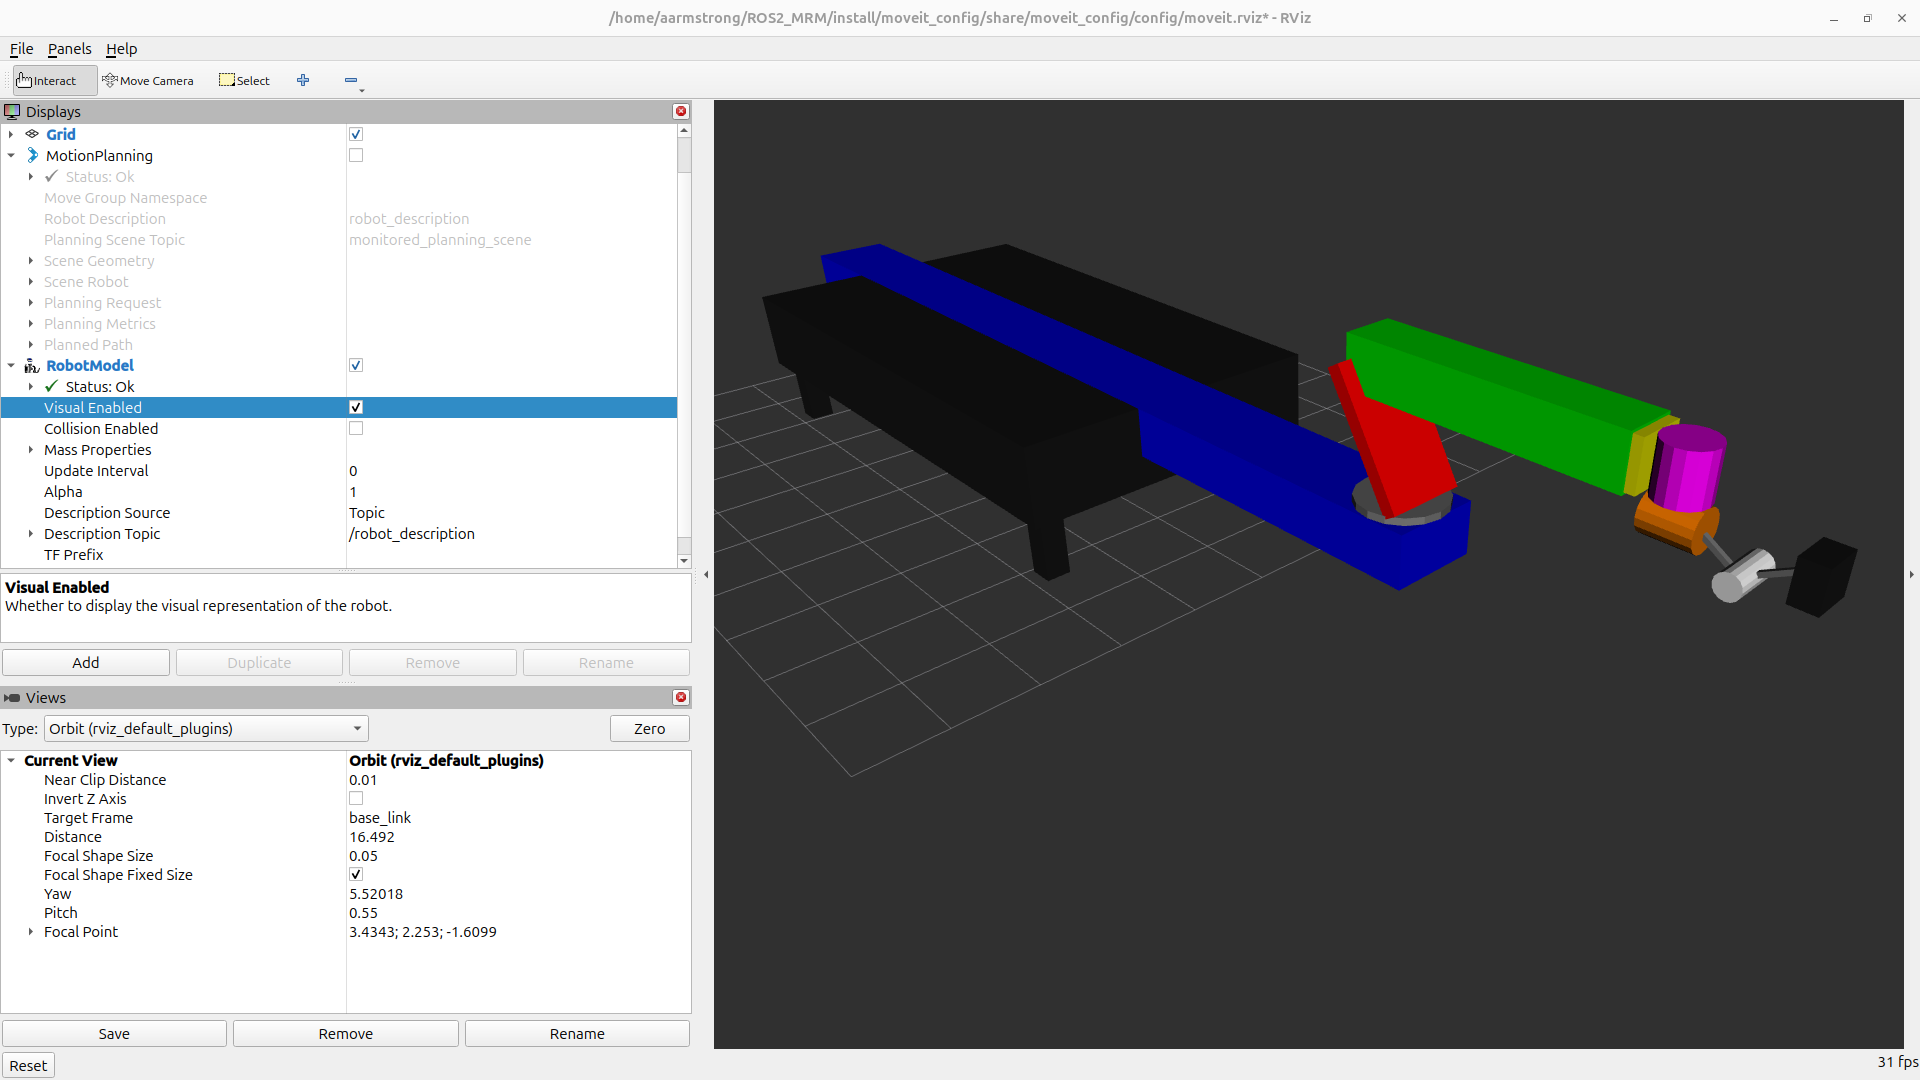 /home/aarmstrong/ROS2_MRM/install/moveit_config/share/moveit_config/config/moveit.rviz* - RViz
File Panels Help
Interact Move Camera Select
Displays
Grid
MotionPlanning
Status: Ok
Move Group Namespace
Robot Description robot_description
Planning Scene Topic monitored_planning_scene
Scene Geometry
Scene Robot
Planning Request
Planning Metrics
Planned Path
RobotModel
Status: Ok
Visual Enabled
Collision Enabled
Mass Properties
Update Interval 0
Alpha 1
Description Source Topic
Description Topic /robot_description
TF Prefix
Visual Enabled
Whether to display the visual representation of the robot.
Add Duplicate Remove Rename
Views
Type: Orbit (rviz_default_plugins) Zero
Current View Orbit (rviz_default_plugins)
Near Clip Distance 0.01
Invert Z Axis
Target Frame base_link
Distance 16.492
Focal Shape Size 0.05
Focal Shape Fixed Size
Yaw 5.52018
Pitch 0.55
Focal Point 3.4343; 2.253; -1.6099
Save Remove Rename
Reset 31 fps